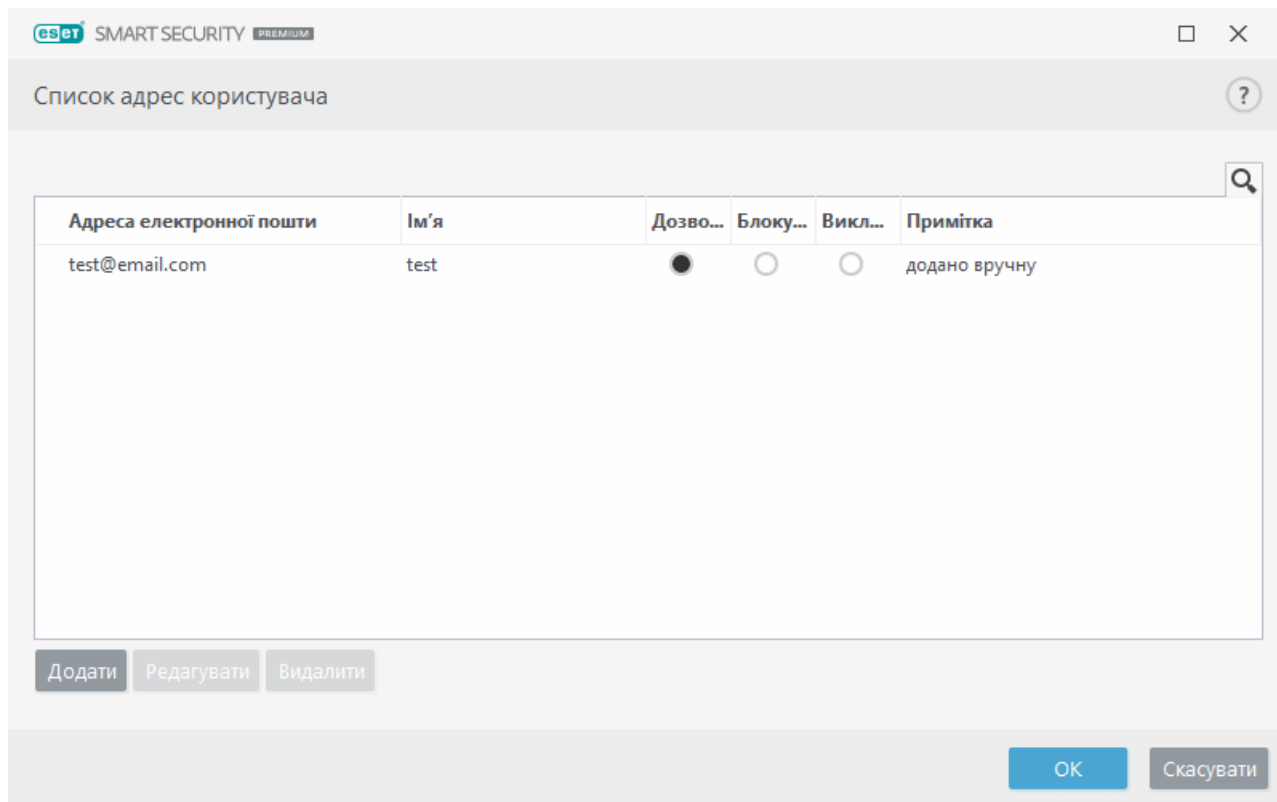 eset SMART SECURITY PREMIUM
Список адрес користувача
?
Адреса електронної пошти Ім’я Дозво... Блоку... Викл... Примітка
test@email.com test додано вручну
Додати Редагувати Видалити
ОК Скасувати